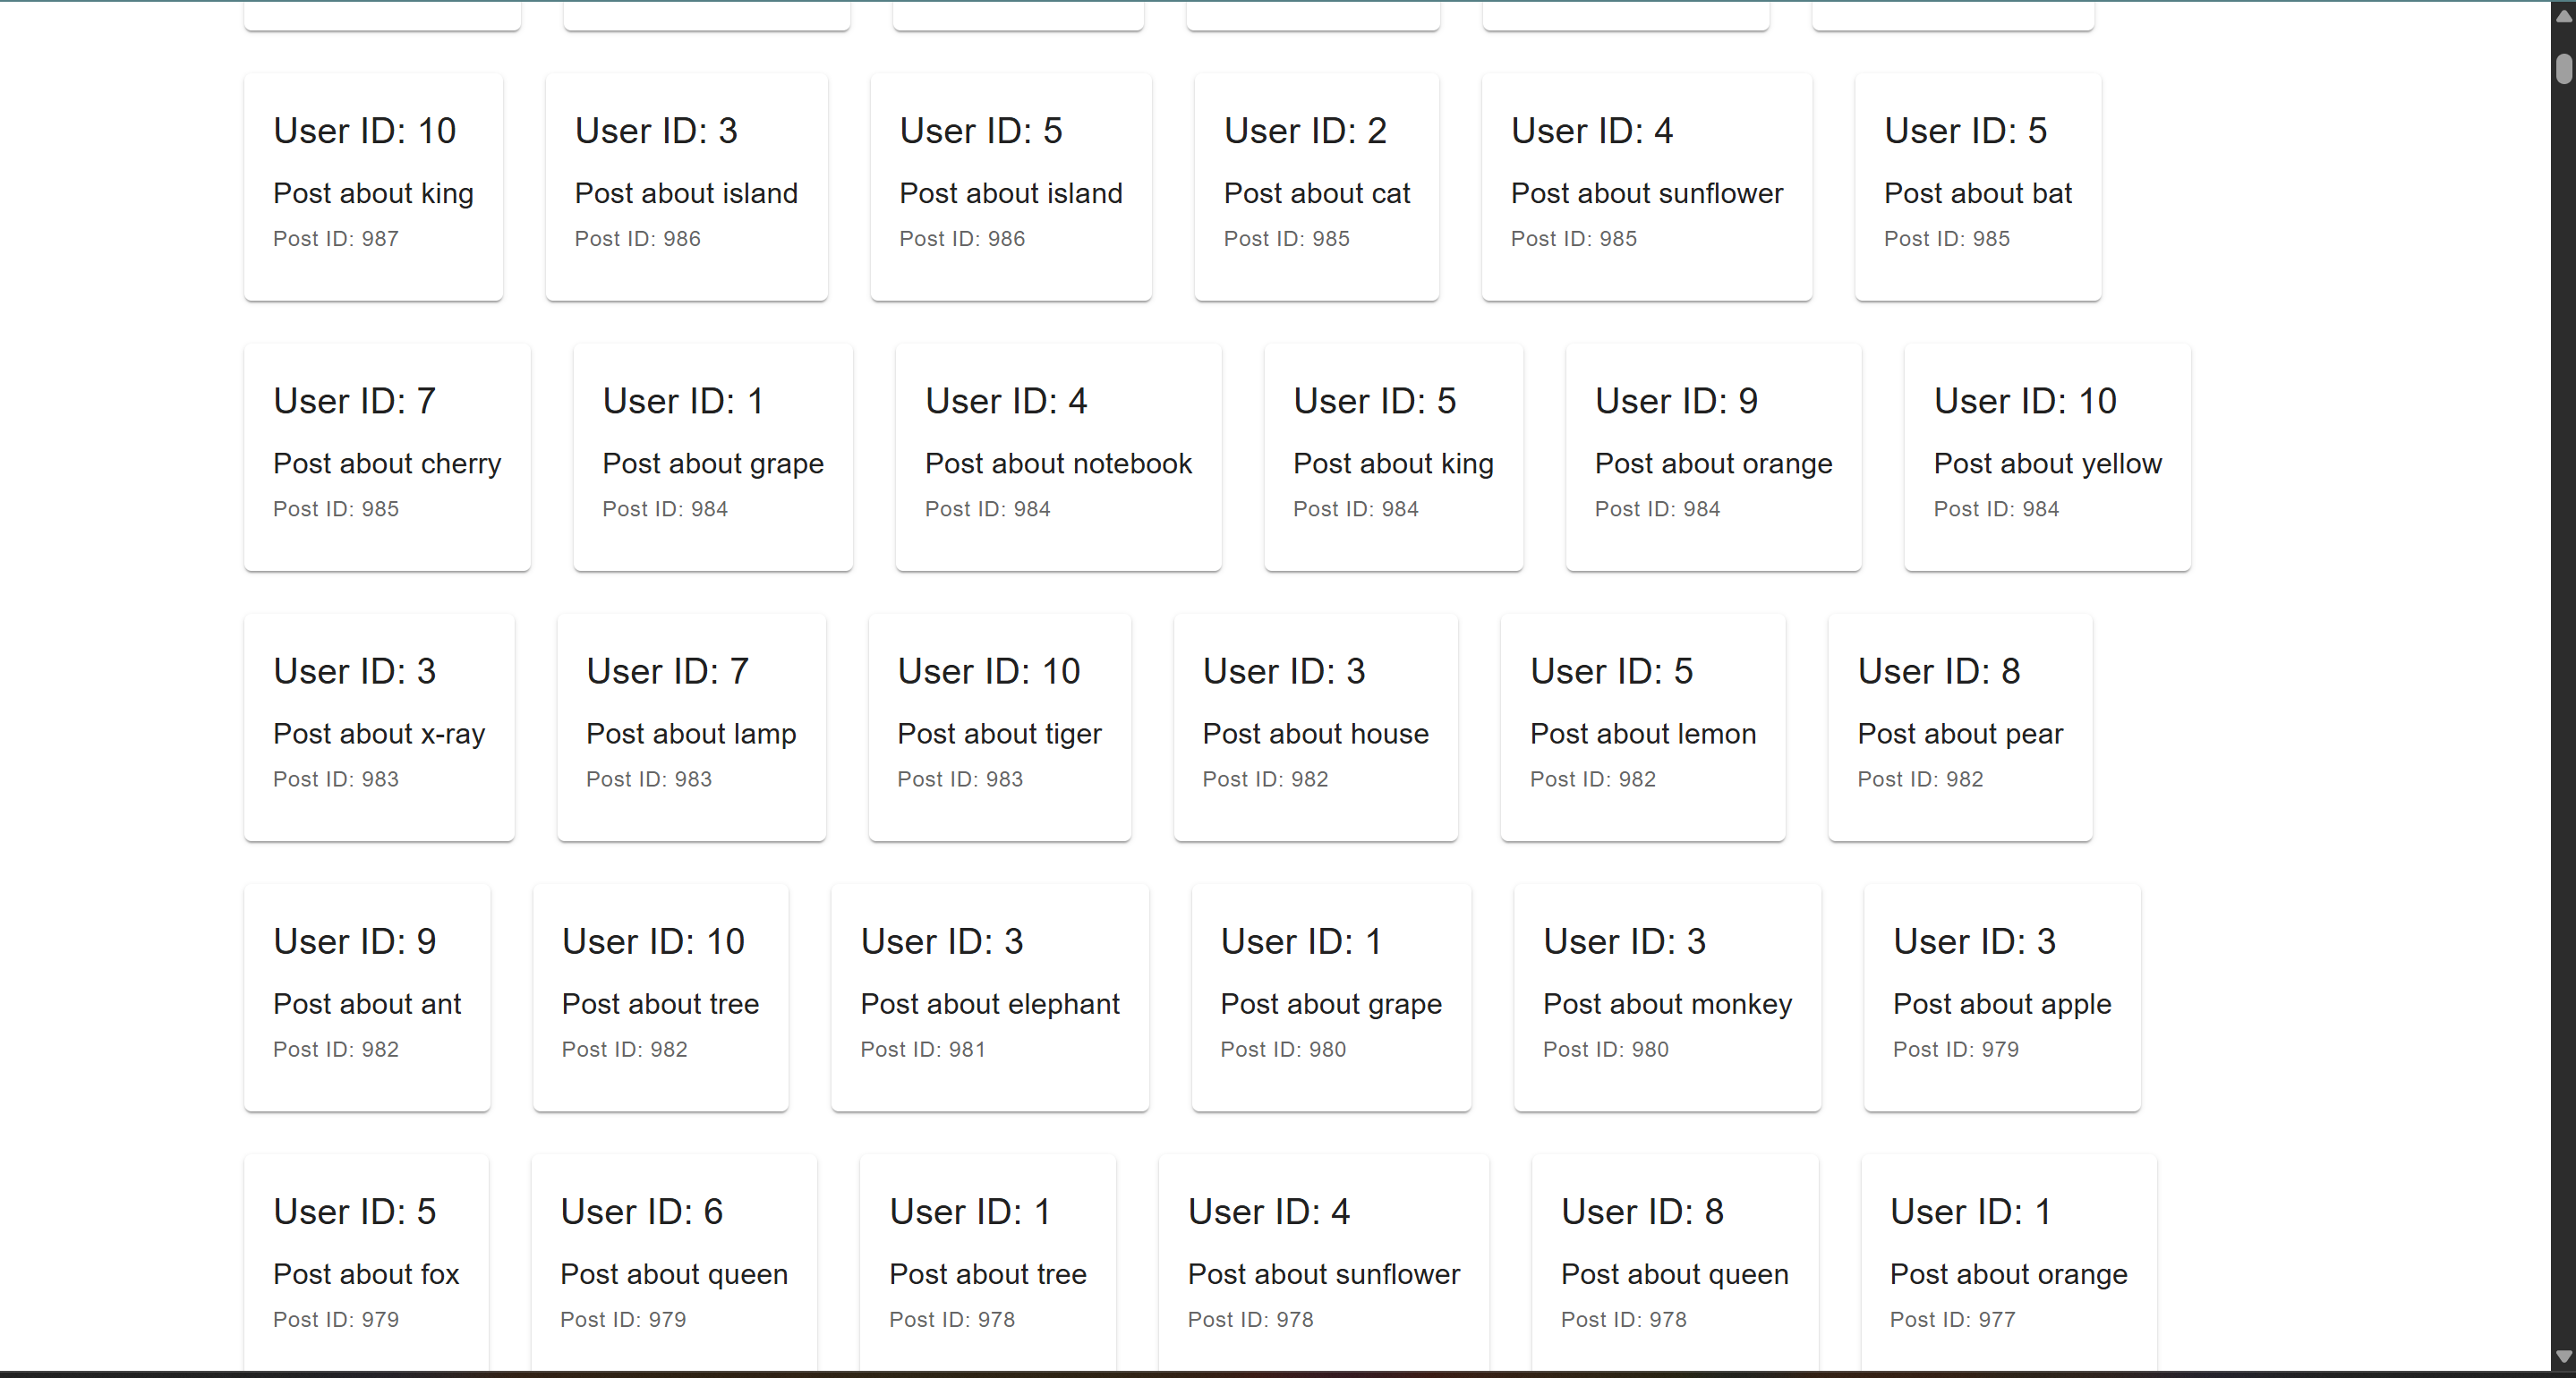 User ID: 10
Post about king
Post ID: 987
User ID: 3
Post about island
Post ID: 986
User ID: 5
Post about island
Post ID: 986
User ID: 2
Post about cat
Post ID: 985
User ID: 4
Post about sunflower
Post ID: 985
User ID: 5
Post about bat
Post ID: 985
User ID: 7
Post about cherry
Post ID: 985
User ID: 1
Post about grape
Post ID: 984
User ID: 4
Post about notebook
Post ID: 984
User ID: 5
Post about king
Post ID: 984
User ID: 9
Post about orange
Post ID: 984
User ID: 10
Post about yellow
Post ID: 984
User ID: 3
Post about x-ray
Post ID: 983
User ID: 7
Post about lamp
Post ID: 983
User ID: 10
Post about tiger
Post ID: 983
User ID: 3
Post about house
Post ID: 982
User ID: 5
Post about lemon
Post ID: 982
User ID: 8
Post about pear
Post ID: 982
User ID: 9
Post about ant
Post ID: 982
User ID: 10
Post about tree
Post ID: 982
User ID: 3
Post about elephant
Post ID: 981
User ID: 1
Post about grape
Post ID: 980
User ID: 3
Post about monkey
Post ID: 980
User ID: 3
Post about apple
Post ID: 979
User ID: 5
Post about fox
Post ID: 979
User ID: 6
Post about queen
Post ID: 979
User ID: 1
Post about tree
Post ID: 978
User ID: 4
Post about sunflower
Post ID: 978
User ID: 8
Post about queen
Post ID: 978
User ID: 1
Post about orange
Post ID: 977